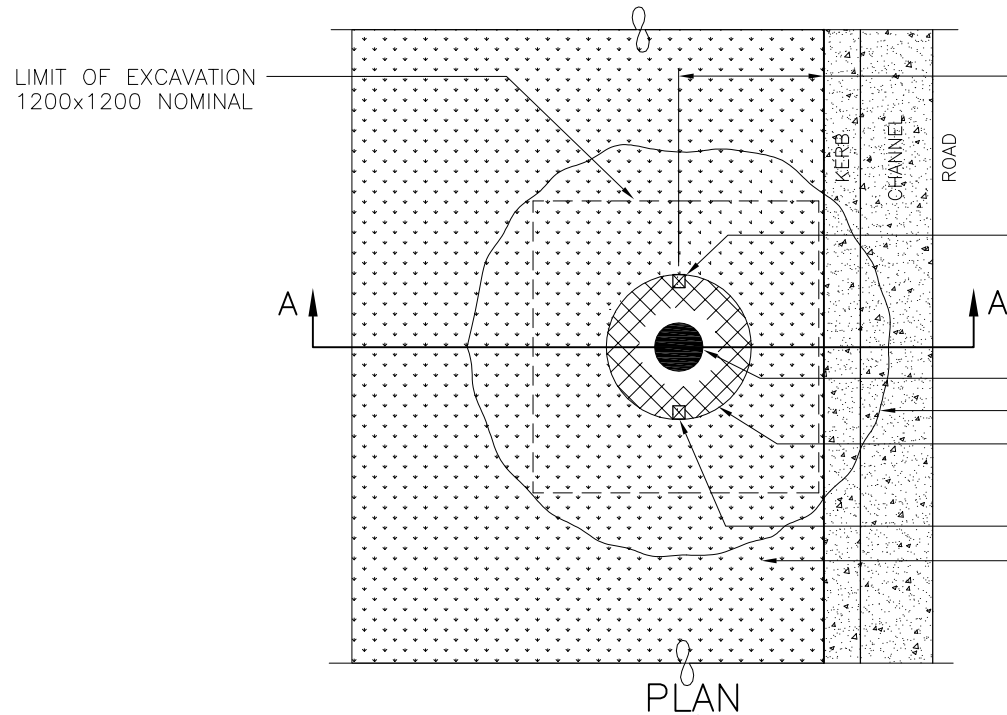 LIMIT OF EXCAVATION
1200x1200 NOMINAL
KERB
CHANNEL
ROAD
A
A
PLAN